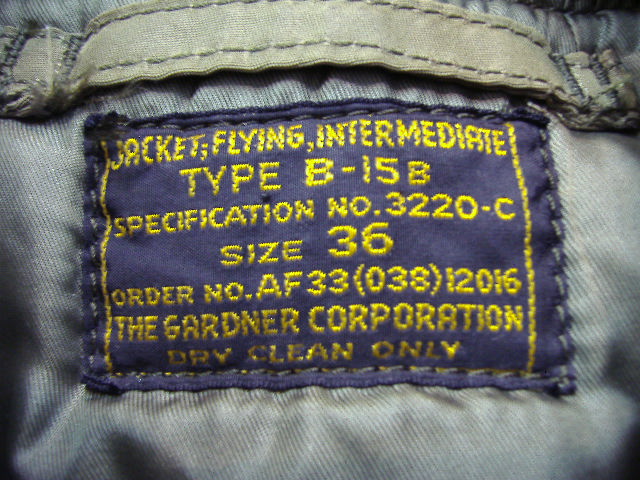 JACKET, FLYING, INTERMEDIATE
TYPE B-15B
SPECIFICATION NO. 3220-C
SIZE 36
ORDER NO. AF33(038)12016
THE GARDNER CORPORATION
DRY CLEAN ONLY